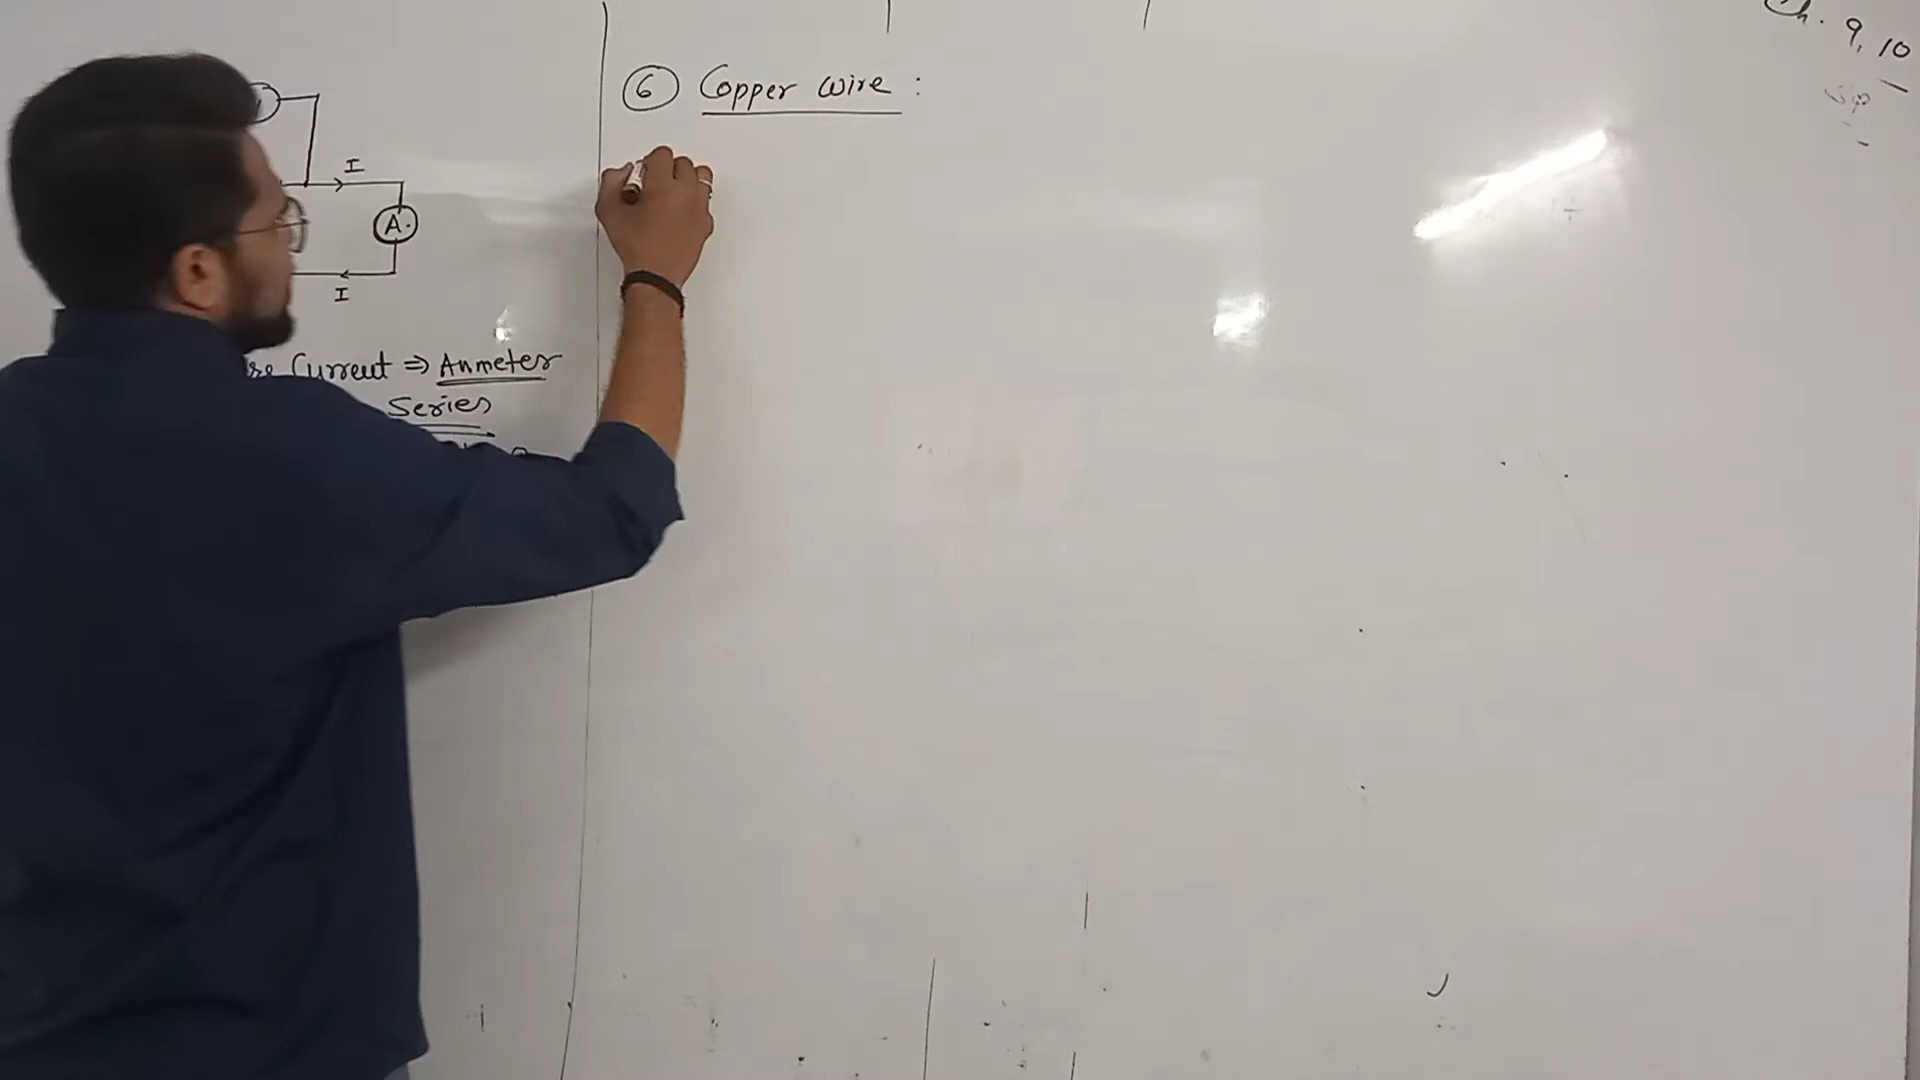 I
A
I
Current ⇒ Ammeter
Series
⑥ Copper wire :
Ch. 9, 10